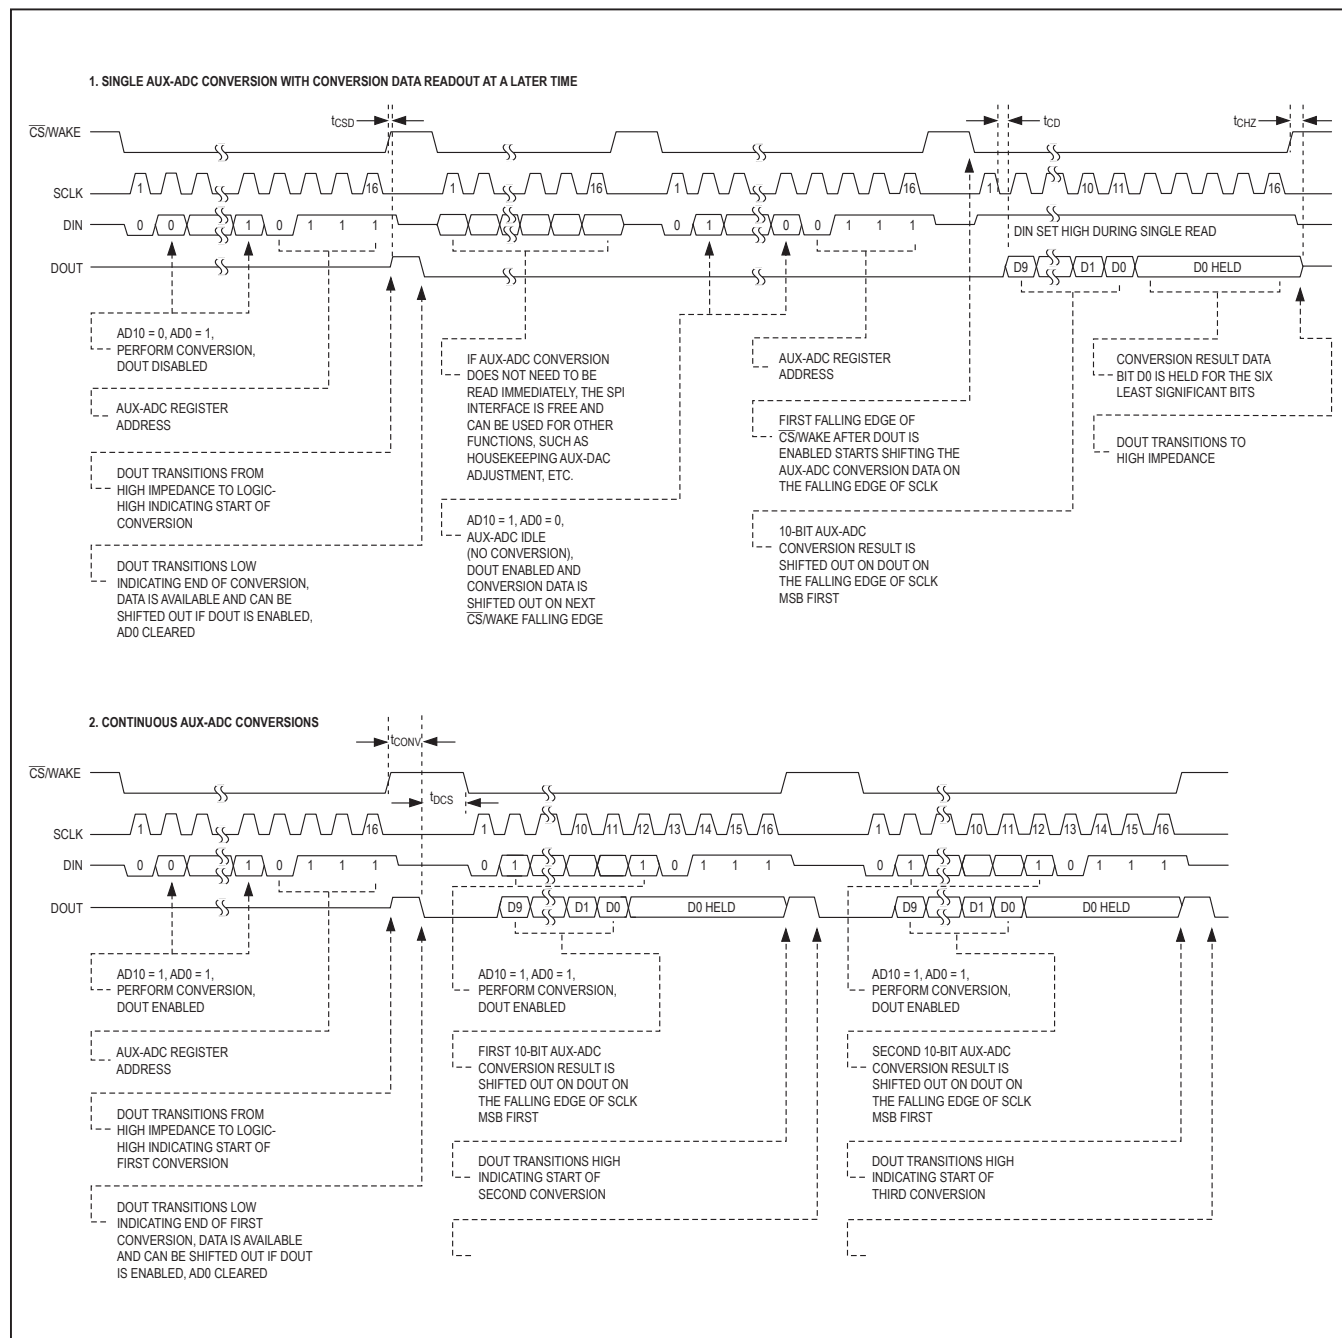 1. SINGLE AUX-ADC CONVERSION WITH CONVERSION DATA READOUT AT A LATER TIME
tCSD
tCD
tCHZ
CS/WAKE
1
16
1
16
1
16
1
10
11
16
SCLK
DIN
0
0
1
0
1
1
1
0
1
0
0
1
1
1
DIN SET HIGH DURING SINGLE READ
DOUT
D9
D1
D0
D0 HELD
AD10 = 0, AD0 = 1,
PERFORM CONVERSION,
DOUT DISABLED
AUX-ADC REGISTER
ADDRESS
DOUT TRANSITIONS FROM
HIGH IMPEDANCE TO LOGIC-
HIGH INDICATING START OF
CONVERSION
DOUT TRANSITIONS LOW
INDICATING END OF CONVERSION,
DATA IS AVAILABLE AND CAN BE
SHIFTED OUT IF DOUT IS ENABLED,
AD0 CLEARED
IF AUX-ADC CONVERSION
DOES NOT NEED TO BE
READ IMMEDIATELY, THE SPI
INTERFACE IS FREE AND
CAN BE USED FOR OTHER
FUNCTIONS, SUCH AS
HOUSEKEEPING AUX-DAC
ADJUSTMENT, ETC.
AD10 = 1, AD0 = 0,
AUX-ADC IDLE
(NO CONVERSION),
DOUT ENABLED AND
CONVERSION DATA IS
SHIFTED OUT ON NEXT
CS/WAKE FALLING EDGE
AUX-ADC REGISTER
ADDRESS
FIRST FALLING EDGE OF
CS/WAKE AFTER DOUT IS
ENABLED STARTS SHIFTING THE
AUX-ADC CONVERSION DATA ON
THE FALLING EDGE OF SCLK
10-BIT AUX-ADC
CONVERSION RESULT IS
SHIFTED OUT ON DOUT ON
THE FALLING EDGE OF SCLK
MSB FIRST
CONVERSION RESULT DATA
BIT D0 IS HELD FOR THE SIX
LEAST SIGNIFICANT BITS
DOUT TRANSITIONS TO
HIGH IMPEDANCE
2. CONTINUOUS AUX-ADC CONVERSIONS
tCONV
CS/WAKE
tDCS
SCLK
1
16
1
10
11
12
13
14
15
16
1
10
11
12
13
14
15
16
DIN
0
0
1
0
1
1
1
0
1
1
0
1
1
1
0
1
1
0
1
1
1
DOUT
D9
D1
D0
D0 HELD
D9
D1
D0
D0 HELD
AD10 = 1, AD0 = 1,
PERFORM CONVERSION,
DOUT ENABLED
AUX-ADC REGISTER
ADDRESS
DOUT TRANSITIONS FROM
HIGH IMPEDANCE TO LOGIC-
HIGH INDICATING START OF
FIRST CONVERSION
DOUT TRANSITIONS LOW
INDICATING END OF FIRST
CONVERSION, DATA IS AVAILABLE
AND CAN BE SHIFTED OUT IF DOUT
IS ENABLED, AD0 CLEARED
AD10 = 1, AD0 = 1,
PERFORM CONVERSION,
DOUT ENABLED
FIRST 10-BIT AUX-ADC
CONVERSION RESULT IS
SHIFTED OUT ON DOUT ON
THE FALLING EDGE OF SCLK
MSB FIRST
DOUT TRANSITIONS HIGH
INDICATING START OF
SECOND CONVERSION
AD10 = 1, AD0 = 1,
PERFORM CONVERSION,
DOUT ENABLED
SECOND 10-BIT AUX-ADC
CONVERSION RESULT IS
SHIFTED OUT ON DOUT ON
THE FALLING EDGE OF SCLK
MSB FIRST
DOUT TRANSITIONS HIGH
INDICATING START OF
THIRD CONVERSION